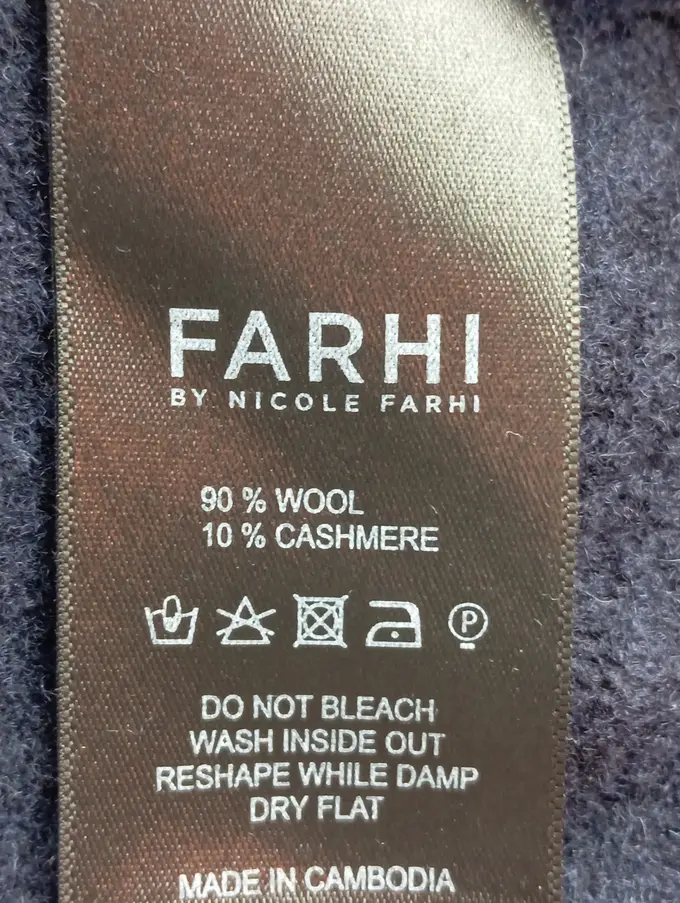 FARHI
BY NICOLE FARHI
90 % WOOL
10 % CASHMERE
P
DO NOT BLEACH
WASH INSIDE OUT
RESHAPE WHILE DAMP
DRY FLAT
MADE IN CAMBODIA